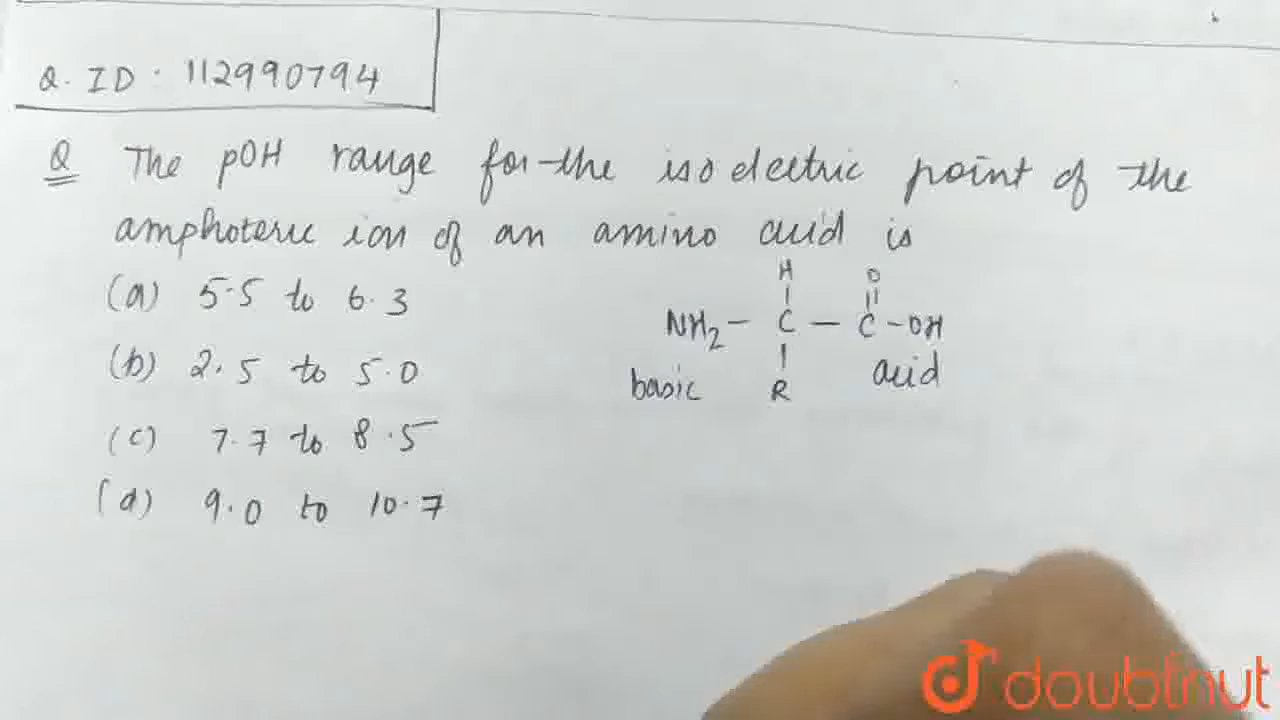 Q. ID : 112990794
Q The pOH range for the isoelectric point of the
amphoteric ion of an amino acid is
(a) 5.5 to 6.3
(b) 2.5 to 5.0
(c) 7.7 to 8.5
(d) 9.0 to 10.7
H O
NH2 - C - C - OH
basic R acid
doubtnut